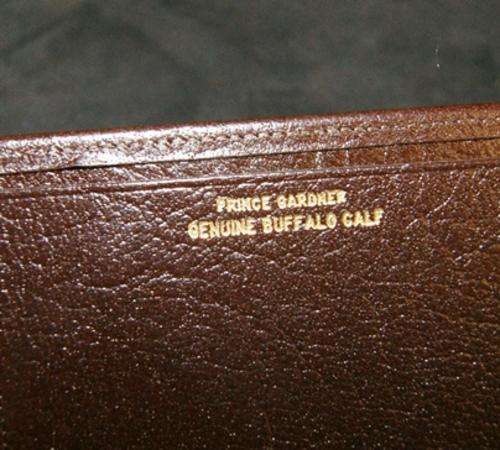 PRINCE GARDNER
GENUINE BUFFALO CALF